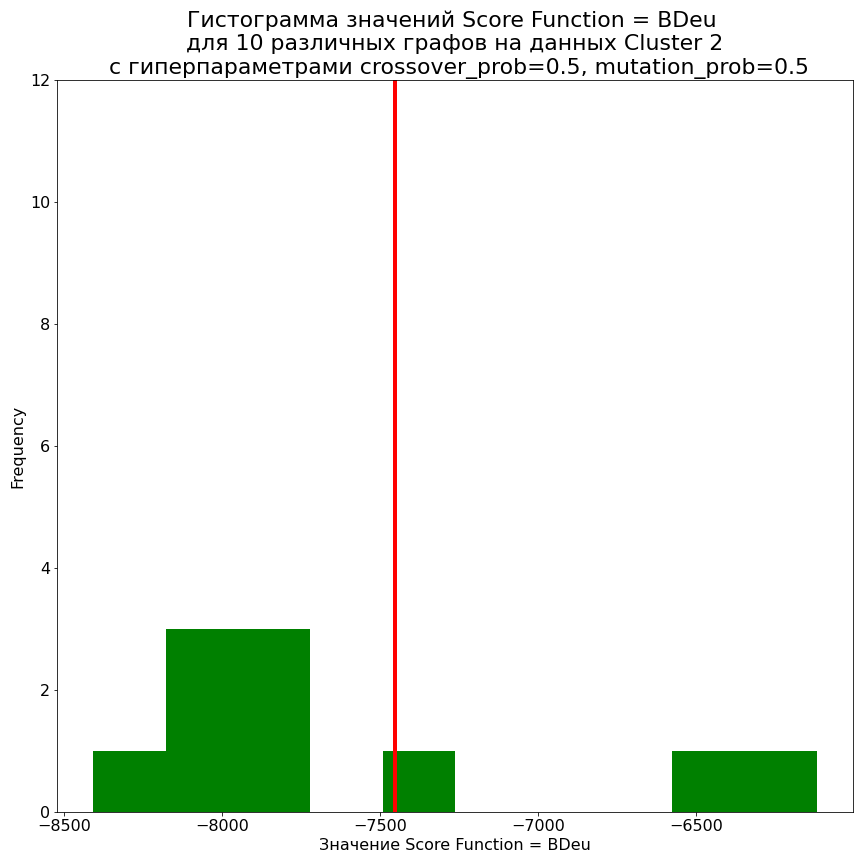 Гистограмма значений Score Function = BDeu
для 10 различных графов на данных Cluster 2
с гиперпараметрами crossover_prob=0.5, mutation_prob=0.5
12
10
8
6
4
2
0
Frequency
−8500 −8000 −7500 −7000 −6500
Значение Score Function = BDeu